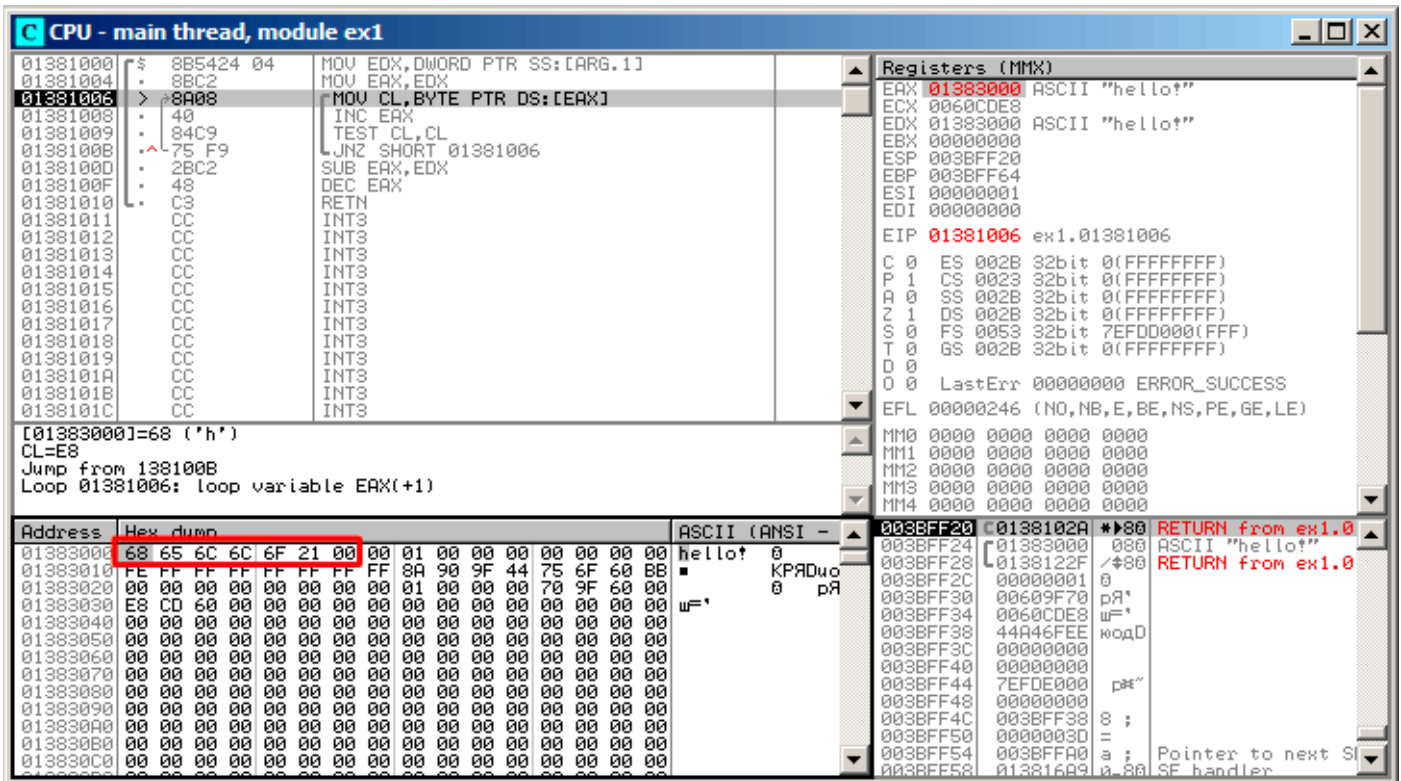 C CPU - main thread, module ex1
01381000 $ 8B5424 04 MOV EDX,DWORD PTR SS:[ARG.1]
01381004 . 8BC2 MOV EAX,EDX
01381006 > 8A08 MOV CL,BYTE PTR DS:[EAX]
01381008 . 40 INC EAX
01381009 . 84C9 TEST CL,CL
0138100B .^ 75 F9 JNZ SHORT 01381006
0138100D . 2BC2 SUB EAX,EDX
0138100F . 48 DEC EAX
01381010 . C3 RETN
01381011 CC INT3
01381012 CC INT3
01381013 CC INT3
01381014 CC INT3
01381015 CC INT3
01381016 CC INT3
01381017 CC INT3
01381018 CC INT3
01381019 CC INT3
0138101A CC INT3
0138101B CC INT3
0138101C CC INT3
[01383000]=68 ('h')
CL=E8
Jump from 138100B
Loop 01381006: loop variable EAX(+1)
Registers (MMX)
EAX 01383000 ASCII "hello!"
ECX 0060CDE8
EDX 01383000 ASCII "hello!"
EBX 00000000
ESP 003BFF20
EBP 003BFF64
ESI 00000001
EDI 00000000
EIP 01381006 ex1.01381006
C 0 ES 002B 32bit 0(FFFFFFFF)
P 1 CS 0023 32bit 0(FFFFFFFF)
A 0 SS 002B 32bit 0(FFFFFFFF)
Z 1 DS 002B 32bit 0(FFFFFFFF)
S 0 FS 0053 32bit 7EFDD000(FFF)
T 0 GS 002B 32bit 0(FFFFFFFF)
D 0
O 0 LastErr 00000000 ERROR_SUCCESS
EFL 00000246 (NO,NB,E,BE,NS,PE,GE,LE)
MM0 0000 0000 0000 0000
MM1 0000 0000 0000 0000
MM2 0000 0000 0000 0000
MM3 0000 0000 0000 0000
MM4 0000 0000 0000 0000
Address Hex dump ASCII (ANSI -
01383000 68 65 6C 6C 6F 21 00 00 01 00 00 00 00 00 00 00 hello! 0
01383010 FE FF FF FF FF FF FF FF 8A 90 9F 44 75 6F 60 BB ■ КРЯDuo
01383020 00 00 00 00 00 00 00 00 01 00 00 00 70 9F 60 00 0 pЯ
01383030 E8 CD 60 00 00 00 00 00 00 00 00 00 00 00 00 00 ш='
01383040 00 00 00 00 00 00 00 00 00 00 00 00 00 00 00 00
01383050 00 00 00 00 00 00 00 00 00 00 00 00 00 00 00 00
01383060 00 00 00 00 00 00 00 00 00 00 00 00 00 00 00 00
01383070 00 00 00 00 00 00 00 00 00 00 00 00 00 00 00 00
01383080 00 00 00 00 00 00 00 00 00 00 00 00 00 00 00 00
01383090 00 00 00 00 00 00 00 00 00 00 00 00 00 00 00 00
013830A0 00 00 00 00 00 00 00 00 00 00 00 00 00 00 00 00
013830B0 00 00 00 00 00 00 00 00 00 00 00 00 00 00 00 00
013830C0 00 00 00 00 00 00 00 00 00 00 00 00 00 00 00 00
003BFF20 0138102A *►80 RETURN from ex1.0
003BFF24 01383000 080 ASCII "hello!"
003BFF28 0138122F /‡80 RETURN from ex1.0
003BFF2C 00000001 0
003BFF30 00609F70 pЯ'
003BFF34 0060CDE8 ш='
003BFF38 44A46FEE юoдD
003BFF3C 00000000
003BFF40 00000000
003BFF44 7EFDE000
003BFF48 00000000
003BFF4C 003BFF38 8 ;
003BFF50 0000003D =
003BFF54 003BFFA0 a ; Pointer to next S
003BFF58 013816A9 SE handler